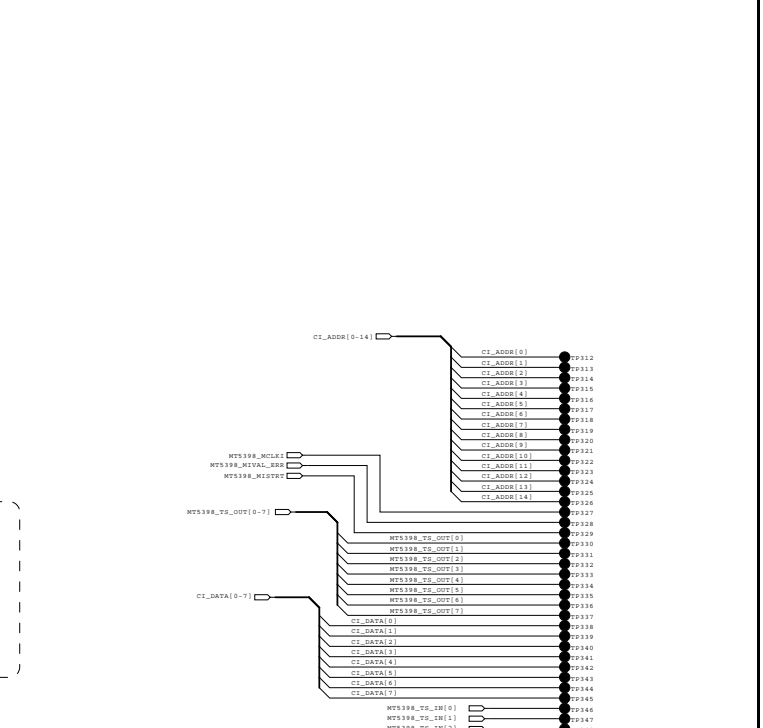 CI_ADDR[0-14]
CI_ADDR[0]
TP312
CI_ADDR[1]
TP313
CI_ADDR[2]
TP314
CI_ADDR[3]
TP315
CI_ADDR[4]
TP316
CI_ADDR[5]
TP317
CI_ADDR[6]
TP318
CI_ADDR[7]
TP319
CI_ADDR[8]
TP320
CI_ADDR[9]
TP321
CI_ADDR[10]
TP322
CI_ADDR[11]
TP323
CI_ADDR[12]
TP324
CI_ADDR[13]
TP325
CI_ADDR[14]
TP326
MT5398_MCLKI
TP327
MT5398_MIVAL_ERR
TP328
MT5398_MISTRT
TP329
MT5398_TS_OUT[0-7]
MT5398_TS_OUT[0]
TP330
MT5398_TS_OUT[1]
TP331
MT5398_TS_OUT[2]
TP332
MT5398_TS_OUT[3]
TP333
MT5398_TS_OUT[4]
TP334
MT5398_TS_OUT[5]
TP335
MT5398_TS_OUT[6]
TP336
MT5398_TS_OUT[7]
TP337
CI_DATA[0-7]
CI_DATA[0]
TP338
CI_DATA[1]
TP339
CI_DATA[2]
TP340
CI_DATA[3]
TP341
CI_DATA[4]
TP342
CI_DATA[5]
TP343
CI_DATA[6]
TP344
CI_DATA[7]
TP345
MT5398_TS_IN[0]
TP346
MT5398_TS_IN[1]
TP347